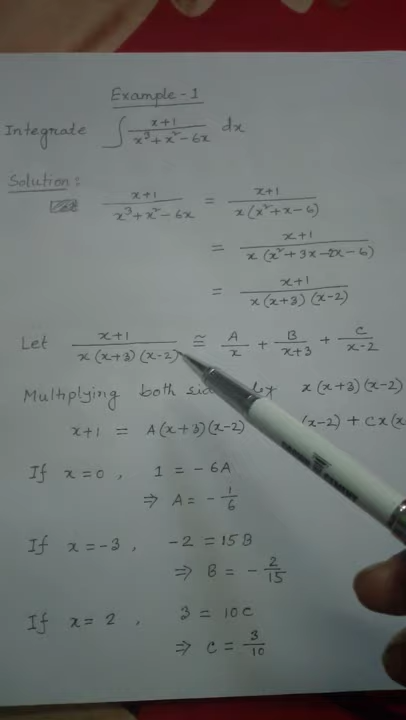 Example-1
Integrate ∫ x+1 / x³+x²-6x dx
Solution:
x+1 / x³+x²-6x = x+1 / x(x²+x-6)
= x+1 / x(x²+3x-2x-6)
= x+1 / x(x+3)(x-2)
Let x+1 / x(x+3)(x-2) ≅ A/x + B/x+3 + C/x-2
Multiplying both x(x+3)(x-2)
x+1 = A(x+3)(x-2) (x-2) + Cx(x
If x=0, 1 = -6A
⇒ A = -1/6
If x=-3, -2 = 15B
⇒ B = -2/15
If x=2, 3 = 10C
⇒ C = 3/10